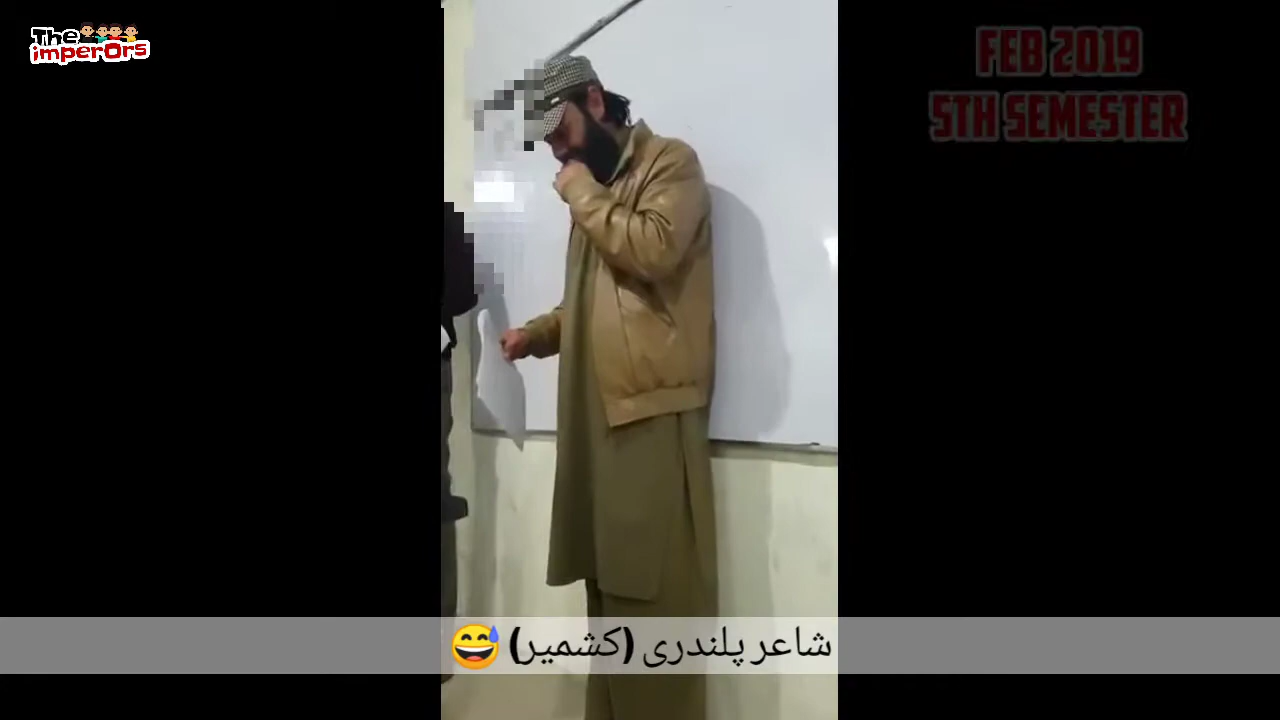 The
imperOrs
FEB 2019
5TH SEMESTER
شاعر پلندری (کشمیر) 😅